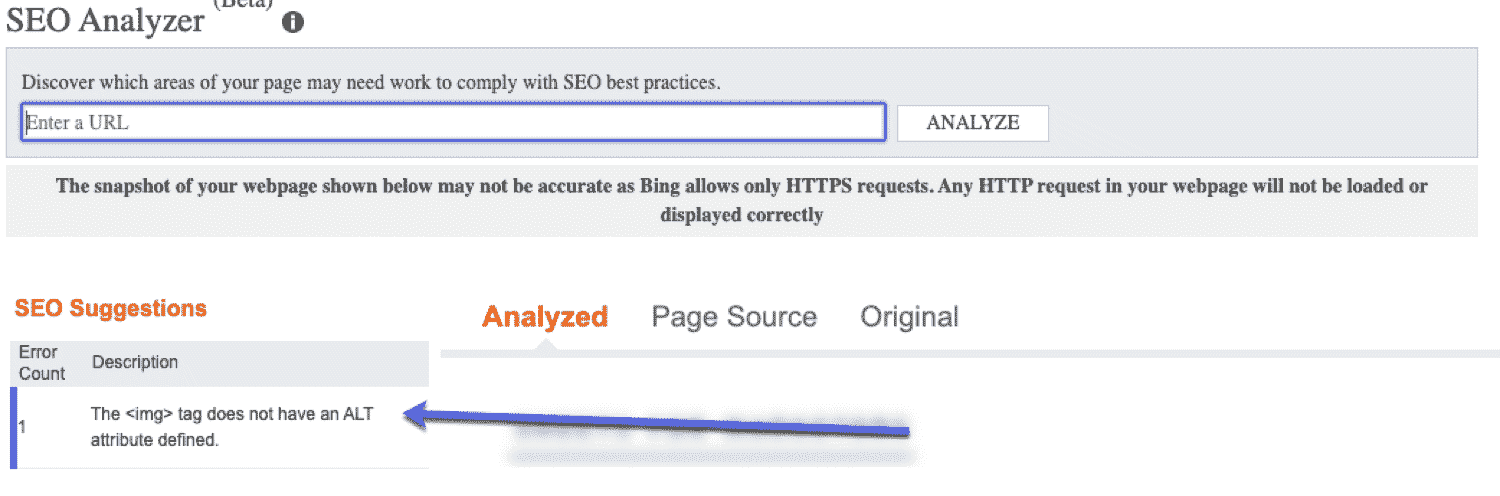 (Beta)
SEO Analyzer
Discover which areas of your page may need work to comply with SEO best practices.
Enter a URL
ANALYZE
The snapshot of your webpage shown below may not be accurate as Bing allows only HTTPS requests. Any HTTP request in your webpage will not be loaded or
displayed correctly
SEO Suggestions
Analyzed Page Source Original
Error
Count
Description
1
The <img> tag does not have an ALT
attribute defined.